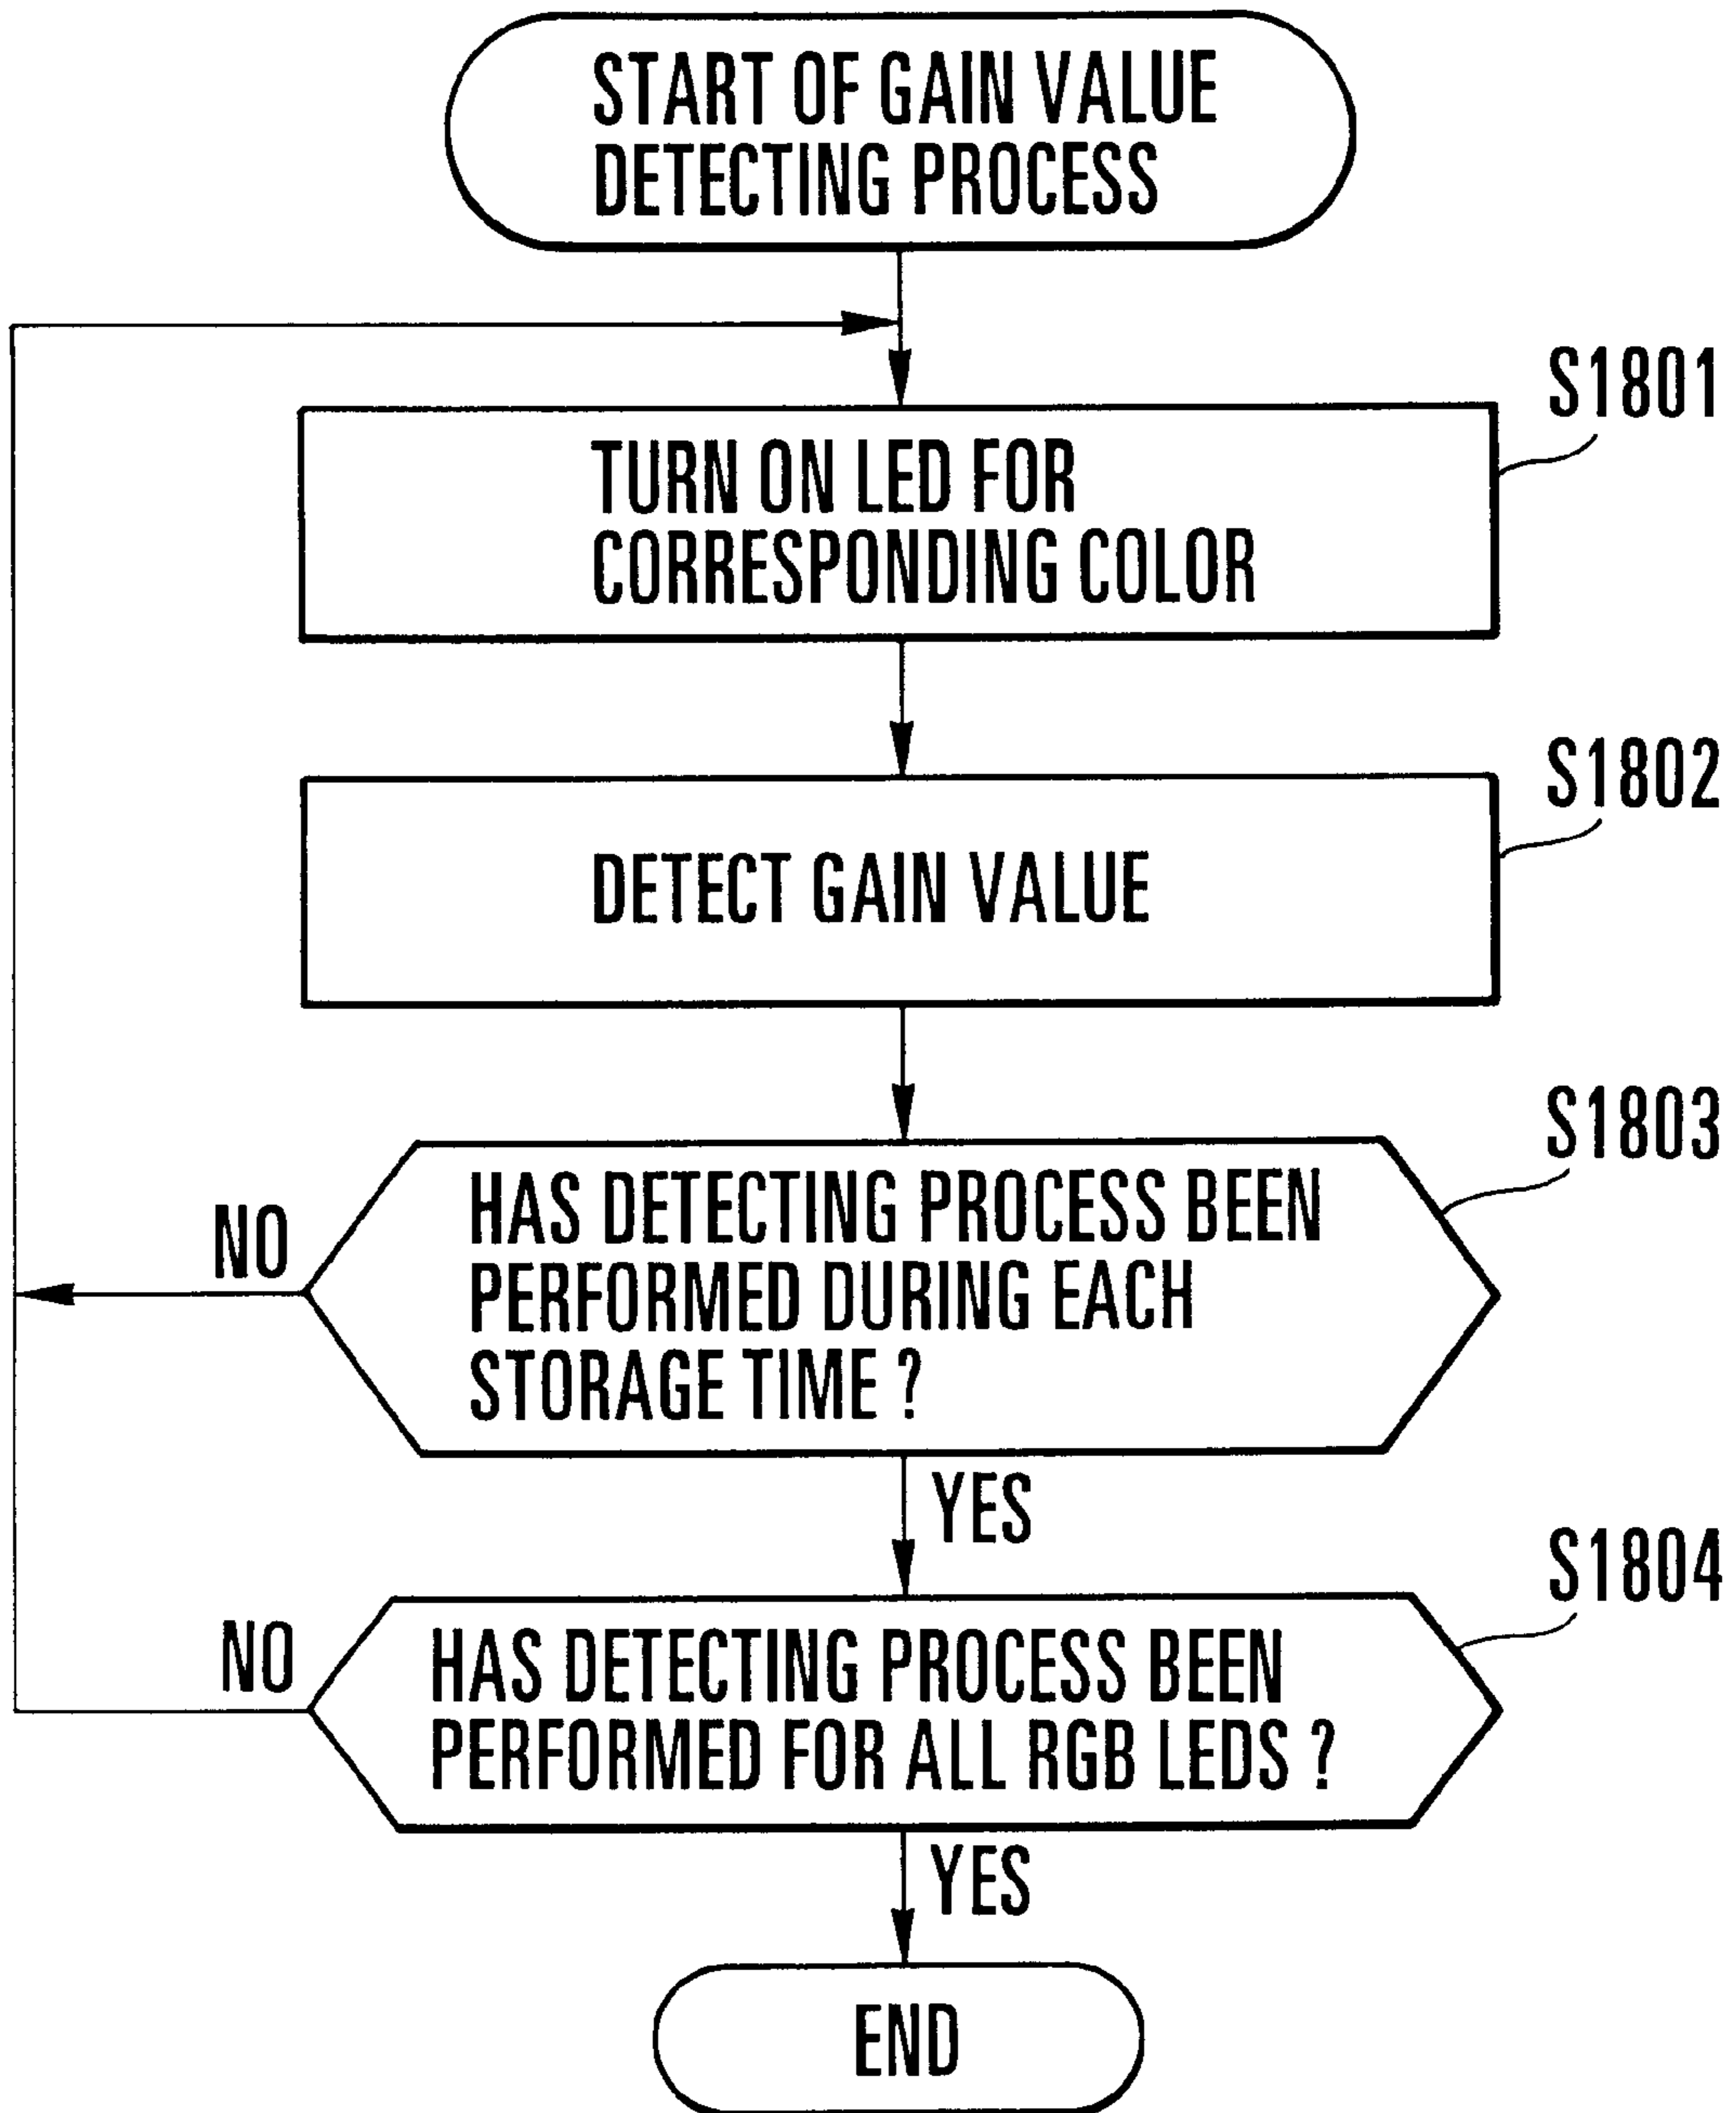 START OF GAIN VALUE
DETECTING PROCESS
S1801
TURN ON LED FOR
CORRESPONDING COLOR
S1802
DETECT GAIN VALUE
S1803
HAS DETECTING PROCESS BEEN
PERFORMED DURING EACH
STORAGE TIME ?
NO
YES
S1804
HAS DETECTING PROCESS BEEN
PERFORMED FOR ALL RGB LEDS ?
NO
YES
END